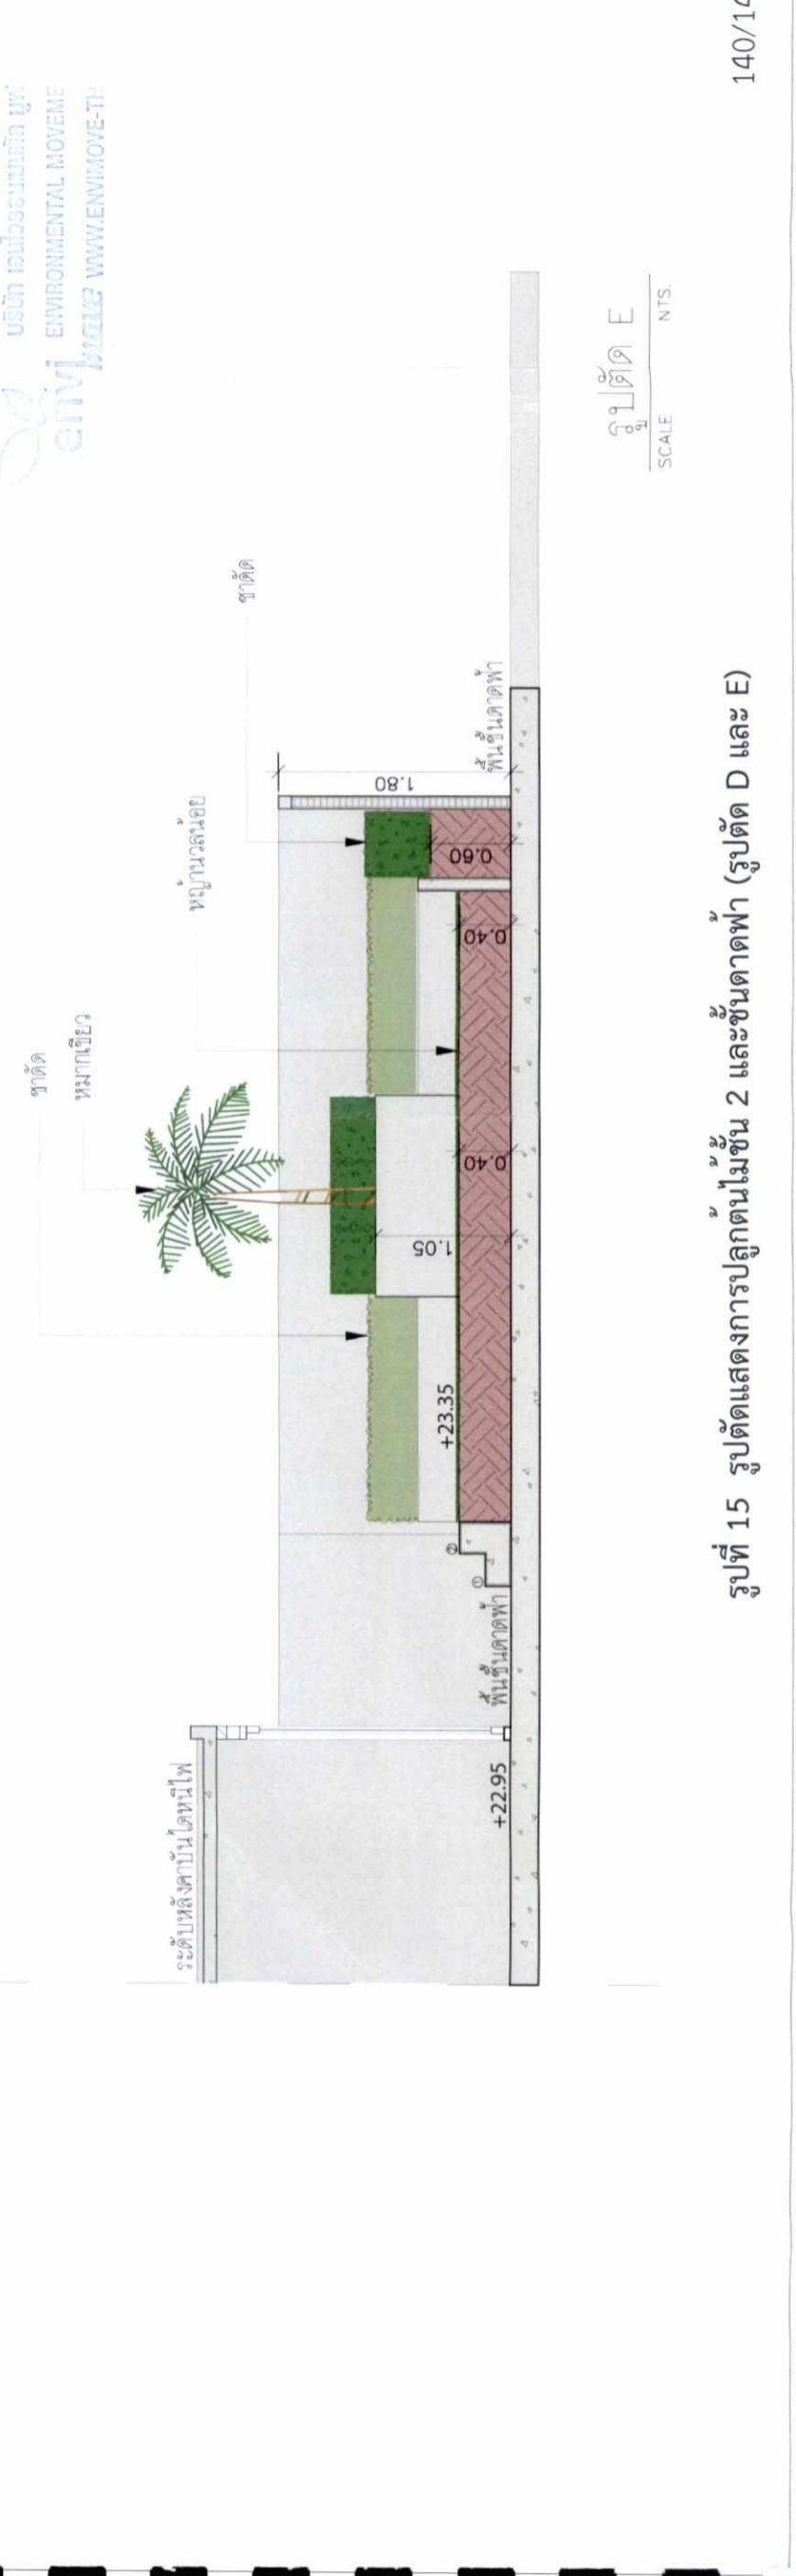 บริษัท เอนไวรอนเมนทัล มูฟ
envi ENVIRONMENTAL MOVEME
move WWW.ENVIMOVE-TH
ชาดัด
หมากเขียว
หญ้านวลน้อย
ชาดัด
ระดับหลังคาบันไดหนีไฟ
1.80
+23.35
1.05
0.40
0.40
0.60
②
①
+22.95
พื้นชั้นดาดฟ้า
พื้นชั้นดาดฟ้า
รูปตัด E
SCALE NTS.
รูปที่ 15 รูปตัดแสดงการปลูกต้นไม้ชั้น 2 และชั้นดาดฟ้า (รูปตัด D และ E)
140/14